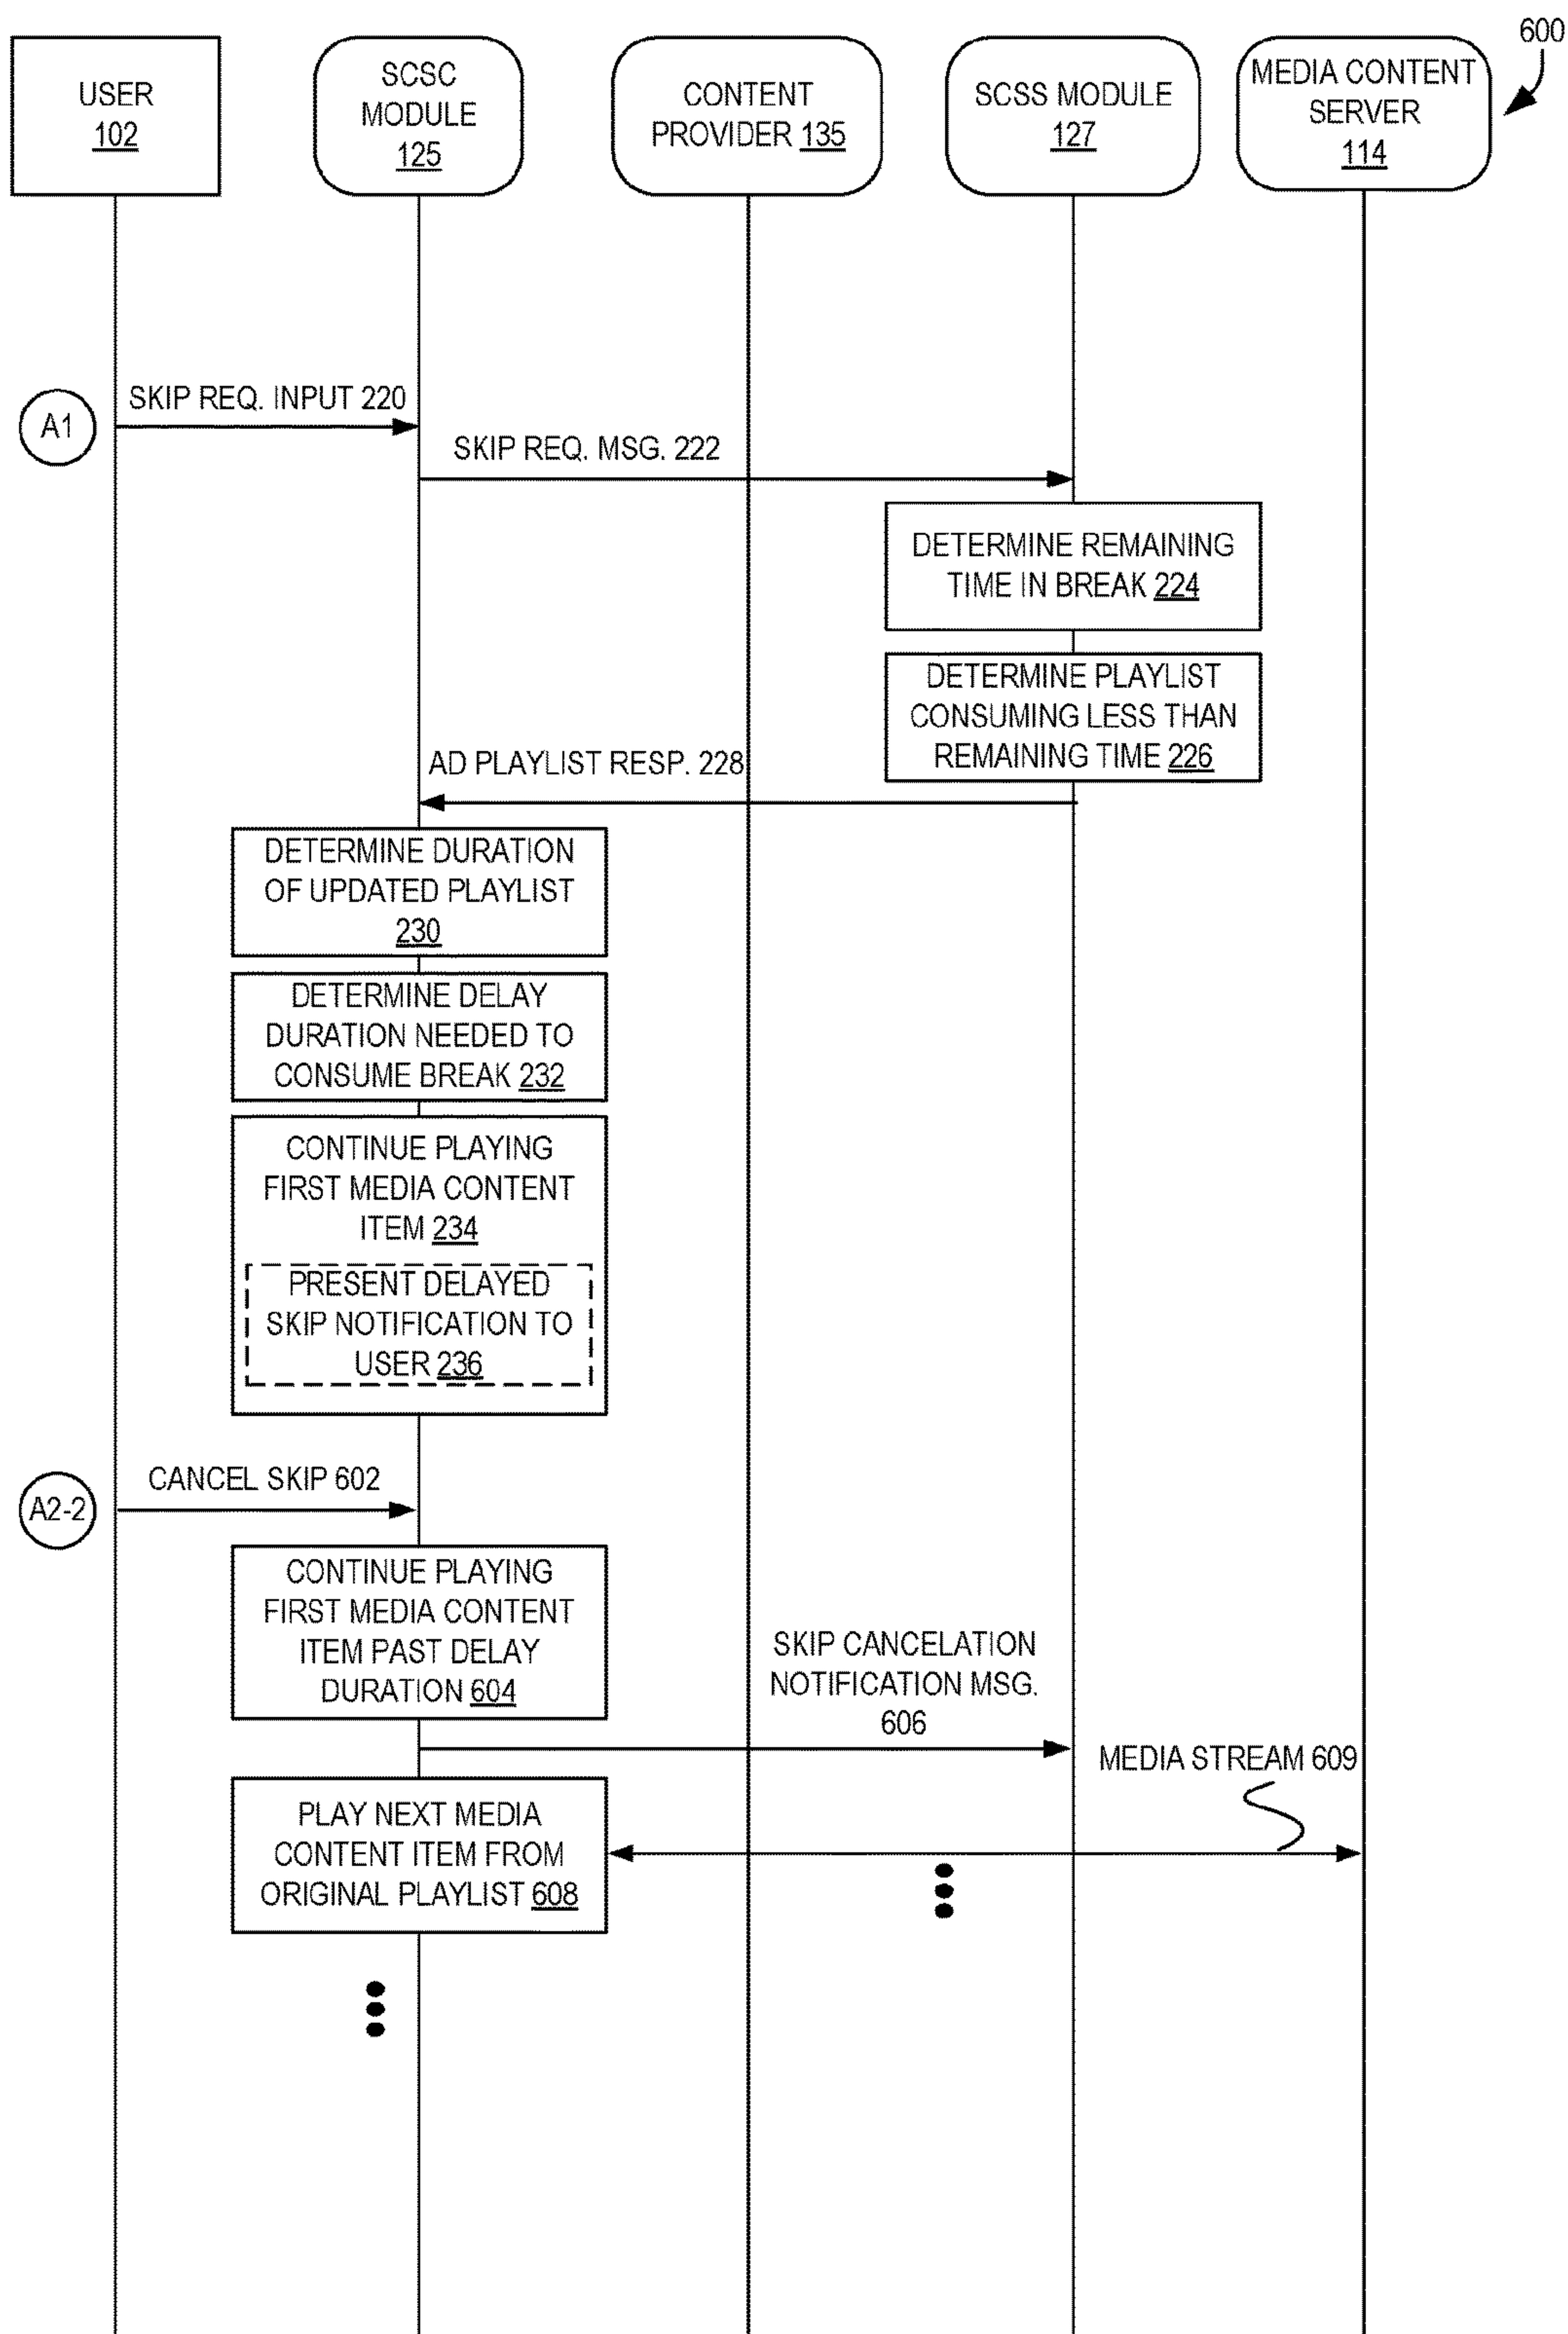 600
USER
102
SCSC
MODULE
125
CONTENT
PROVIDER 135
SCSS MODULE
127
MEDIA CONTENT
SERVER
114
A1
SKIP REQ. INPUT 220
SKIP REQ. MSG. 222
DETERMINE REMAINING
TIME IN BREAK 224
DETERMINE PLAYLIST
CONSUMING LESS THAN
REMAINING TIME 226
AD PLAYLIST RESP. 228
DETERMINE DURATION
OF UPDATED PLAYLIST
230
DETERMINE DELAY
DURATION NEEDED TO
CONSUME BREAK 232
CONTINUE PLAYING
FIRST MEDIA CONTENT
ITEM 234
PRESENT DELAYED
SKIP NOTIFICATION TO
USER 236
A2-2
CANCEL SKIP 602
CONTINUE PLAYING
FIRST MEDIA CONTENT
ITEM PAST DELAY
DURATION 604
SKIP CANCELATION
NOTIFICATION MSG.
606
MEDIA STREAM 609
PLAY NEXT MEDIA
CONTENT ITEM FROM
ORIGINAL PLAYLIST 608